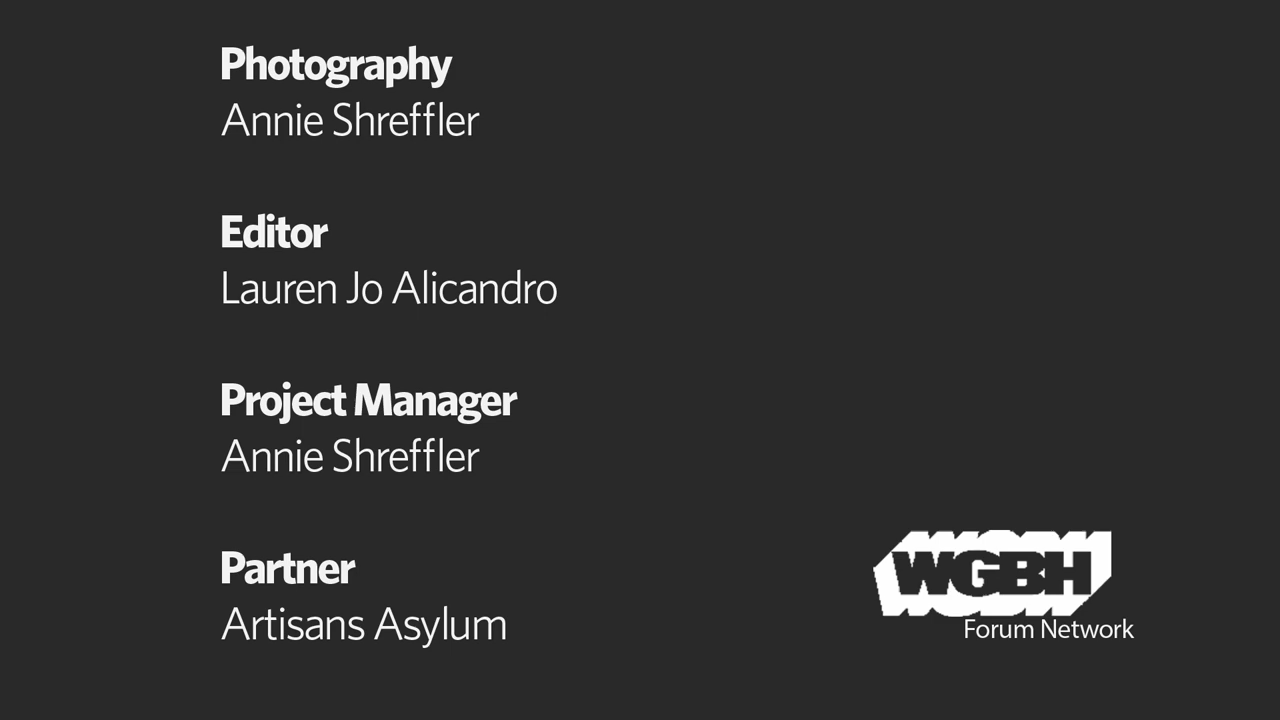 Photography
Annie Shreffler
Editor
Lauren Jo Alicandro
Project Manager
Annie Shreffler
Partner
Artisans Asylum
WGBH
Forum Network